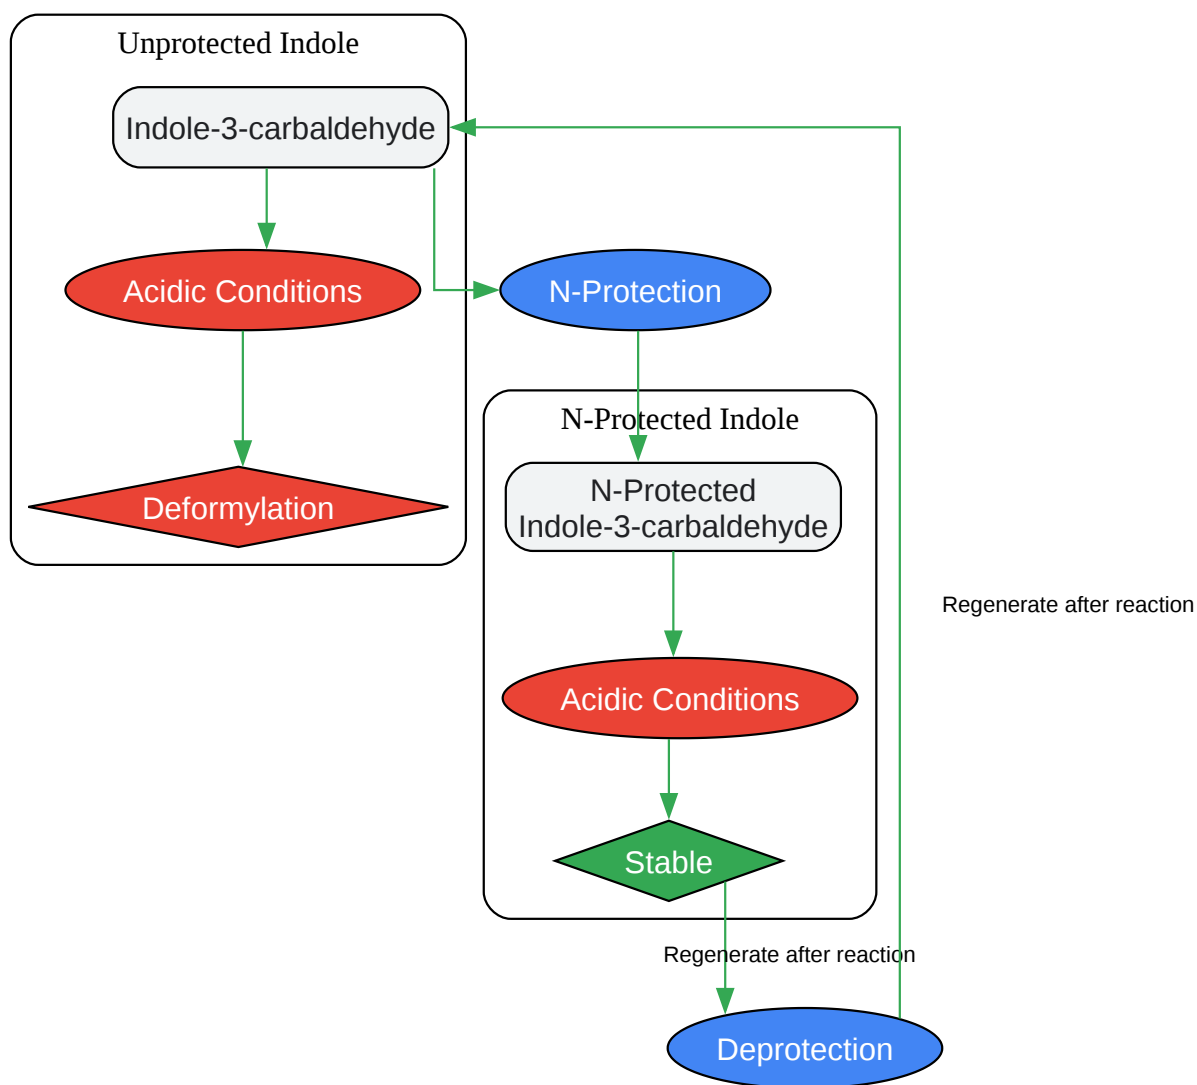 Unprotected Indole
Indole-3-carbaldehyde
Acidic Conditions
N-Protection
N-Protected Indole
N-Protected
Indole-3-carbaldehyde
Deformylation
Regenerate after reaction
Acidic Conditions
Stable
Regenerate after reaction
Deprotection